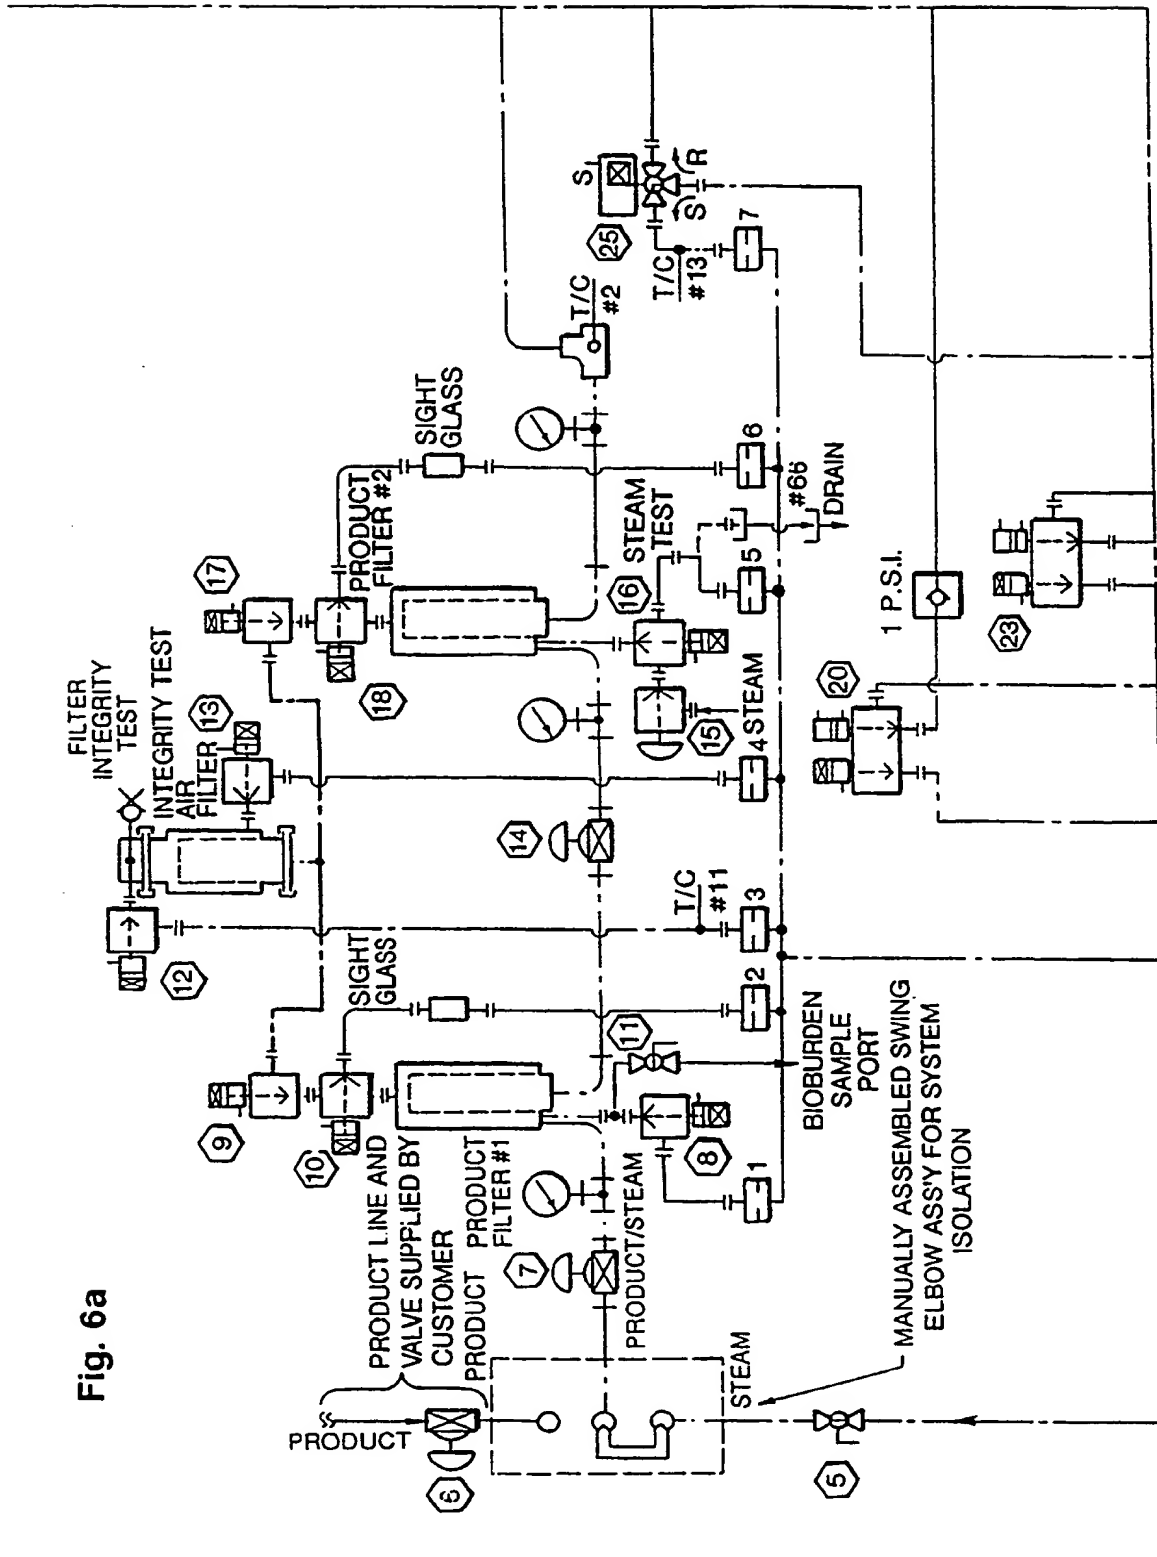 Fig. 6a
FILTER
INTEGRITY
TEST
INTEGRITY TEST
AIR
FILTER
13
12
17
9
18
10
PRODUCT
FILTER #2
SIGHT
GLASS
SIGHT
GLASS
PRODUCT LINE AND
VALVE SUPPLIED BY
CUSTOMER
PRODUCT
PRODUCT
FILTER #1
PRODUCT
6
7
14
PRODUCT/STEAM
STEAM
5
MANUALLY ASSEMBLED SWING
ELBOW ASS'Y FOR SYSTEM
ISOLATION
8
11
BIOBURDEN
SAMPLE
PORT
16
STEAM
TEST
15
STEAM
#66
DRAIN
1
2
3
4
5
6
7
T/C
#11
T/C
#2
T/C
#13
25
S
S
R
1 P.S.I.
20
23